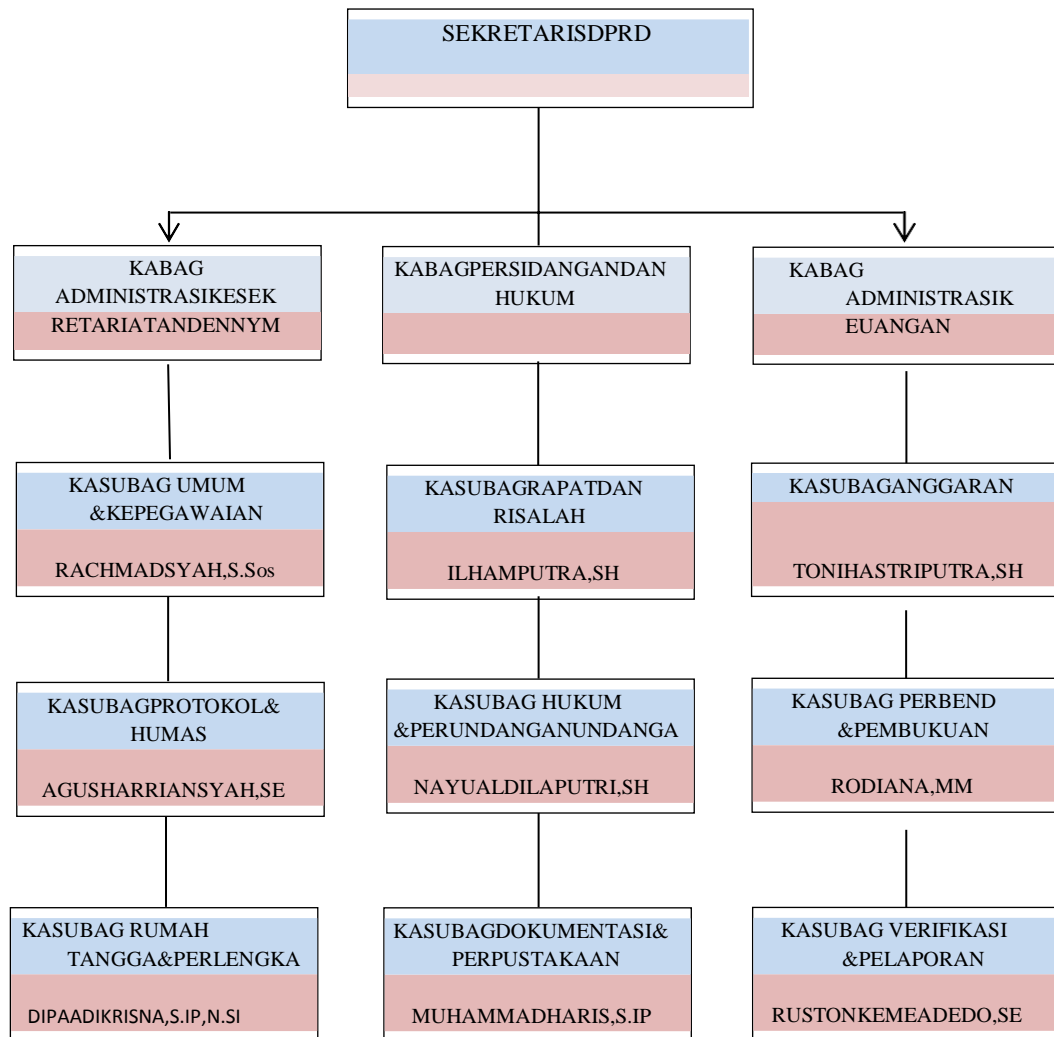 SEKRETARISDPRD
KABAG
ADMINISTRASIKESEK
RETARIATANDENNYM
KABAGPERSIDANGANDAN
HUKUM
KABAG
ADMINISTRASIK
EUANGAN
KASUBAG UMUM
&KEPEGAWAIAN
RACHMADSYAH,S.Sos
KASUBAGRAPATDAN
RISALAH
ILHAMPUTRA,SH
KASUBAGANGGARAN
TONIHASTRIPUTRA,SH
KASUBAGPROTOKOL&
HUMAS
AGUSHARRIANSYAH,SE
KASUBAG HUKUM
&PERUNDANGANUNDANGA
NAYUALDILAPUTRI,SH
KASUBAG PERBEND
&PEMBUKUAN
RODIANA,MM
KASUBAG RUMAH
TANGGA&PERLENGKA
DIPAADIKRISNA,S.IP,N.SI
KASUBAGDOKUMENTASI&
PERPUSTAKAAN
MUHAMMADHARIS,S.IP
KASUBAG VERIFIKASI
&PELAPORAN
RUSTONKEMEADEDO,SE